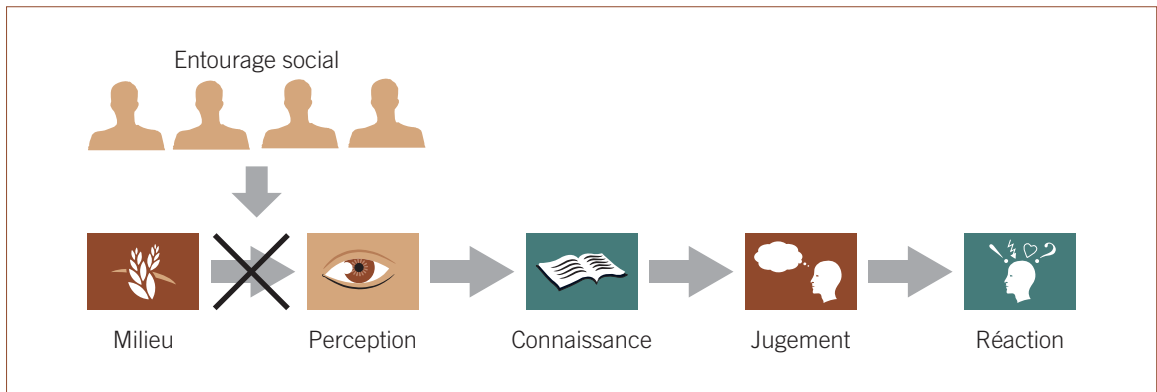 Entourage social
Milieu
Perception
Connaissance
Jugement
Réaction